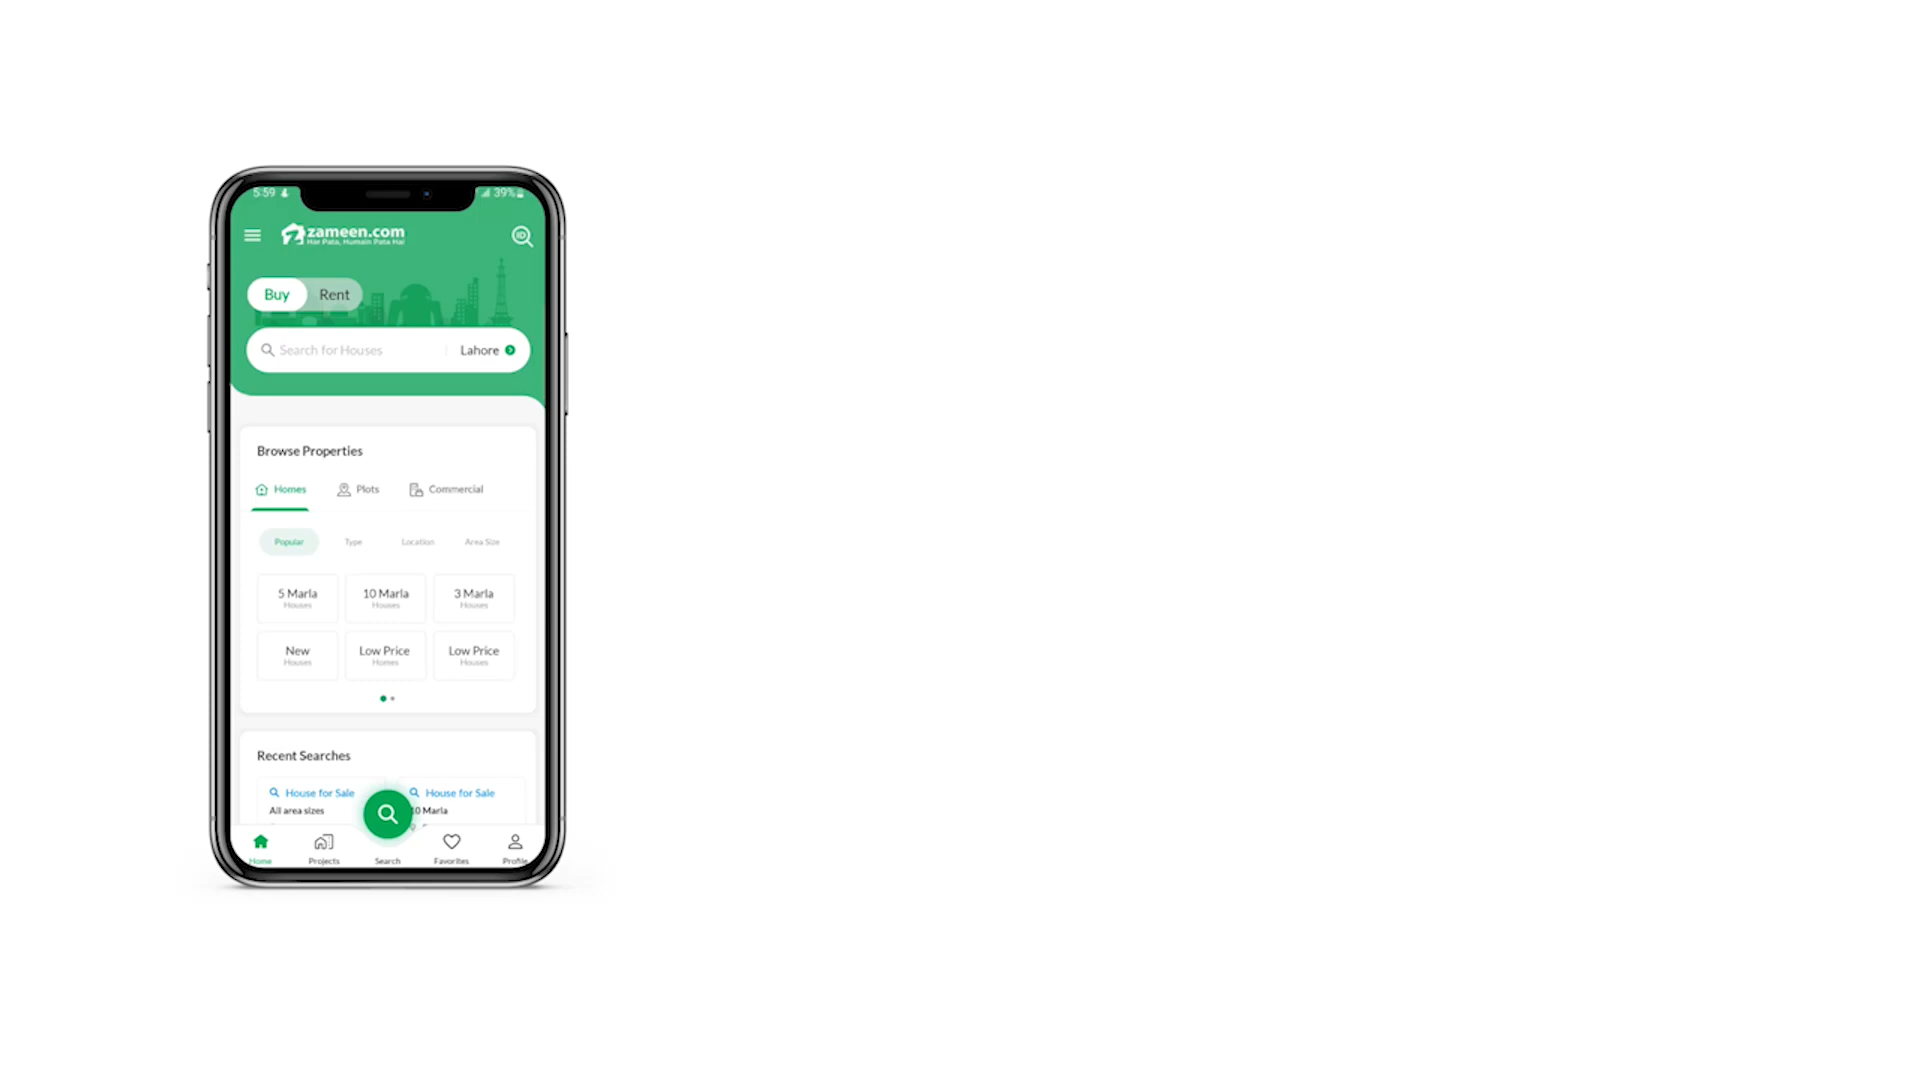 5:59
39%
zameen.com
Har Pata, Humein Pata Hai
ID
Buy Rent
Search for Houses Lahore
Browse Properties
Homes Plots Commercial
Popular Type Location Area Size
5 Marla 10 Marla 3 Marla
Houses Houses Houses
New Low Price Low Price
Houses Homes Houses
Recent Searches
House for Sale House for Sale
All area sizes 10 Marla
Home Projects Search Favorites Profile